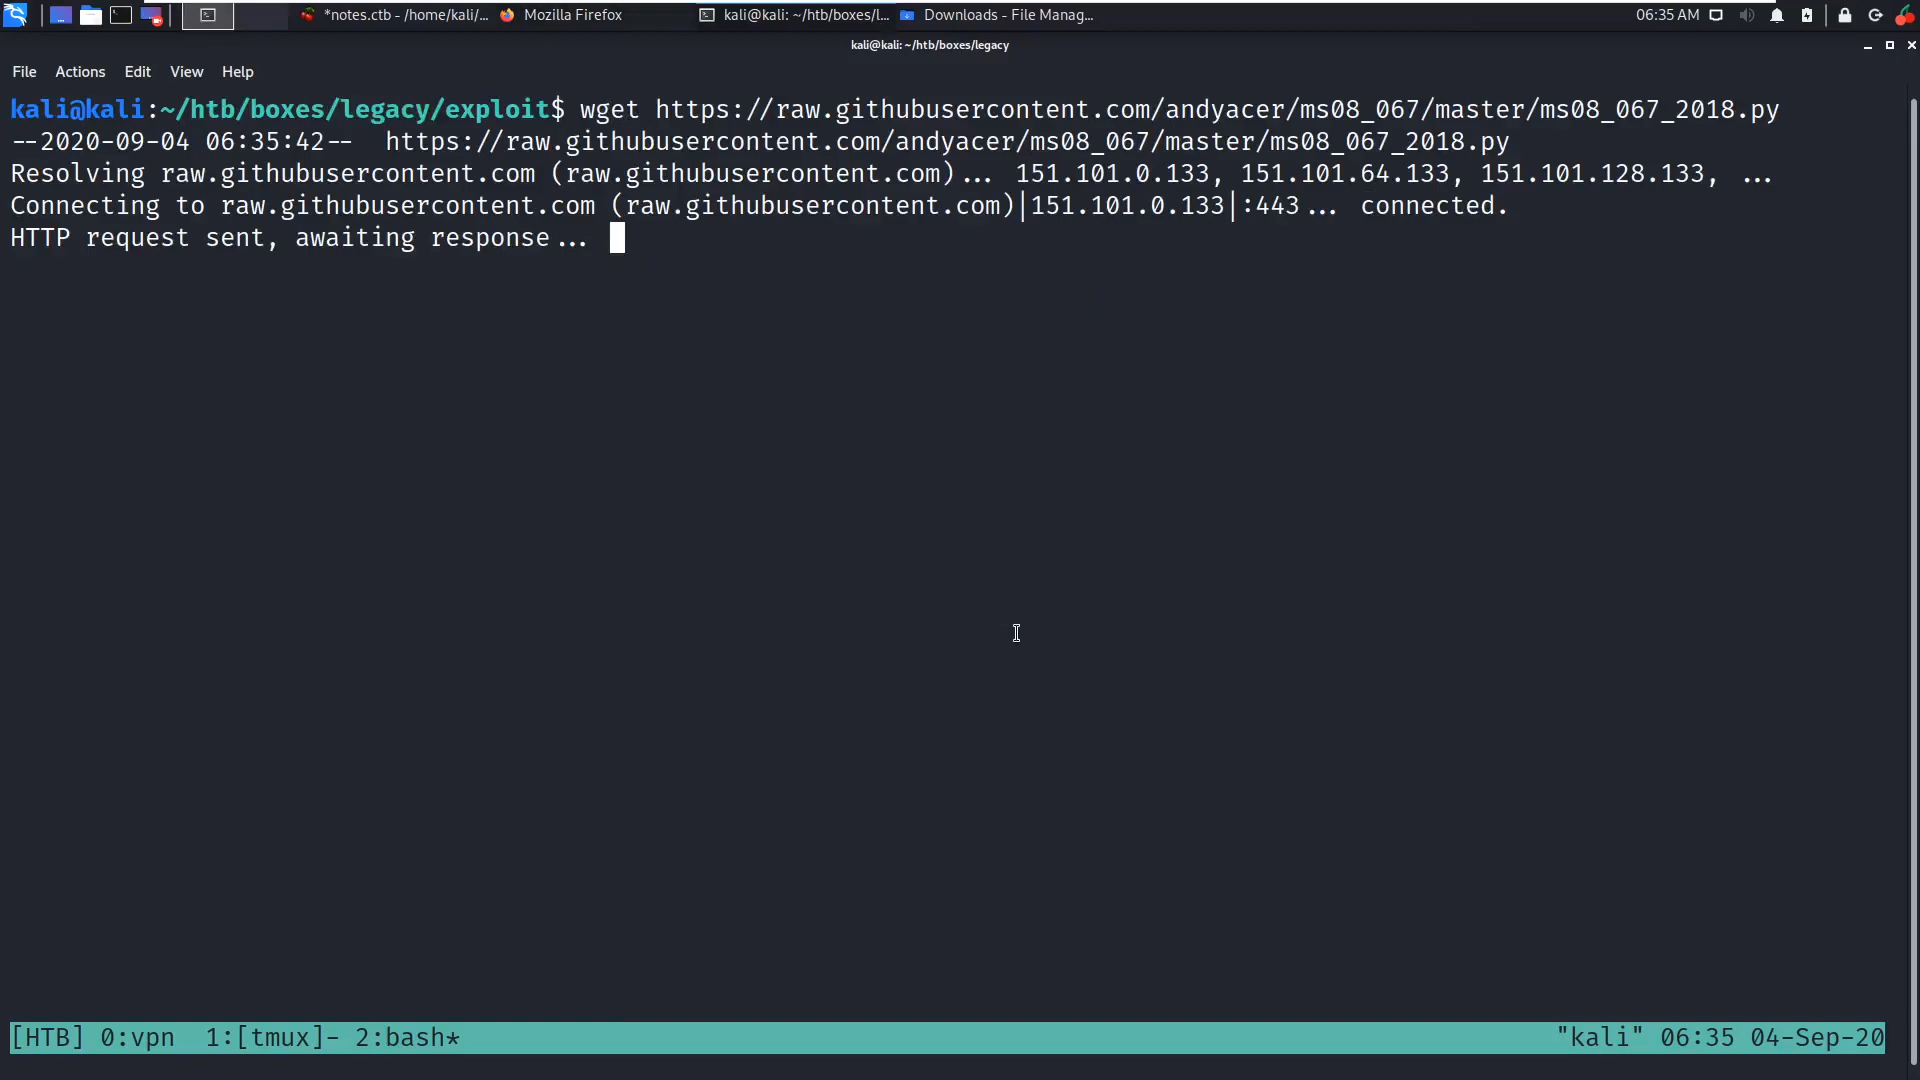 *notes.ctb - /home/kali/... Mozilla Firefox kali@kali: ~/htb/boxes/l... Downloads - File Manag... 06:35 AM
kali@kali: ~/htb/boxes/legacy
File Actions Edit View Help
kali@kali:~/htb/boxes/legacy/exploit$ wget https://raw.githubusercontent.com/andyacer/ms08_067/master/ms08_067_2018.py
--2020-09-04 06:35:42--  https://raw.githubusercontent.com/andyacer/ms08_067/master/ms08_067_2018.py
Resolving raw.githubusercontent.com (raw.githubusercontent.com)... 151.101.0.133, 151.101.64.133, 151.101.128.133, ...
Connecting to raw.githubusercontent.com (raw.githubusercontent.com)|151.101.0.133|:443... connected.
HTTP request sent, awaiting response...
[HTB] 0:vpn  1:[tmux]- 2:bash* "kali" 06:35 04-Sep-20